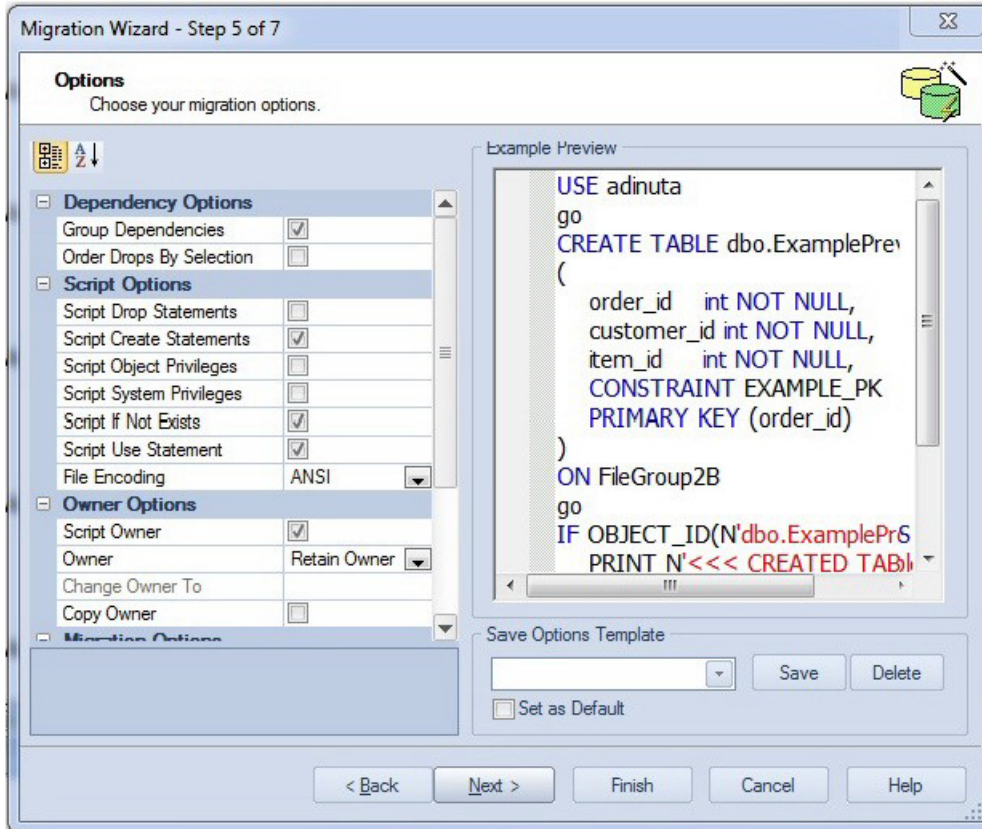 Migration Wizard - Step 5 of 7
Options
Choose your migration options.
Dependency Options
Group Dependencies
Order Drops By Selection
Script Options
Script Drop Statements
Script Create Statements
Script Object Privileges
Script System Privileges
Script If Not Exists
Script Use Statement
File Encoding ANSI
Owner Options
Script Owner
Owner Retain Owner
Change Owner To
Copy Owner
Migration Options
Example Preview
USE adinuta
go
CREATE TABLE dbo.ExamplePrev
(
order_id int NOT NULL,
customer_id int NOT NULL,
item_id int NOT NULL,
CONSTRAINT EXAMPLE_PK
PRIMARY KEY (order_id)
)
ON FileGroup2B
go
IF OBJECT_ID(N'dbo.ExamplePr
PRINT N'<<< CREATED TAB
Save Options Template
Save Delete
Set as Default
< Back Next > Finish Cancel Help